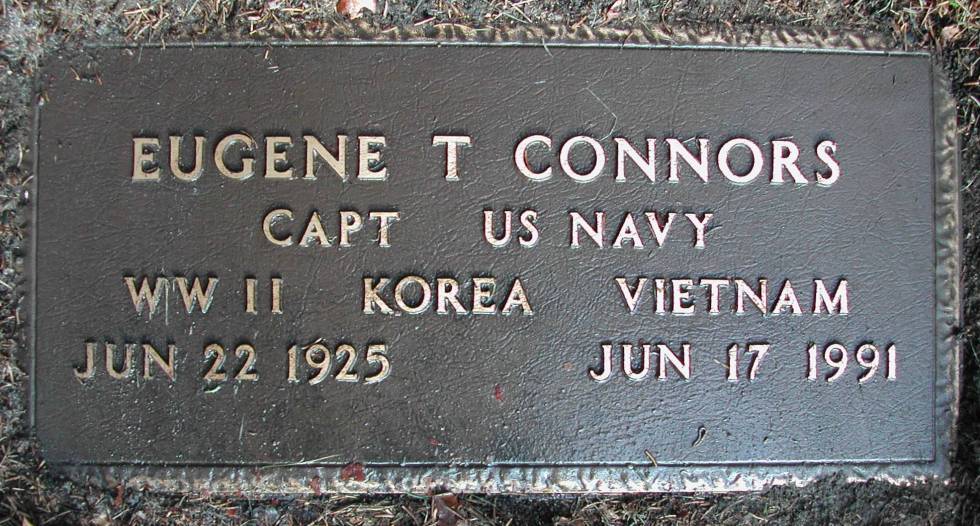 EUGENE T CONNORS
CAPT US NAVY
WW II KOREA VIETNAM
JUN 22 1925 JUN 17 1991